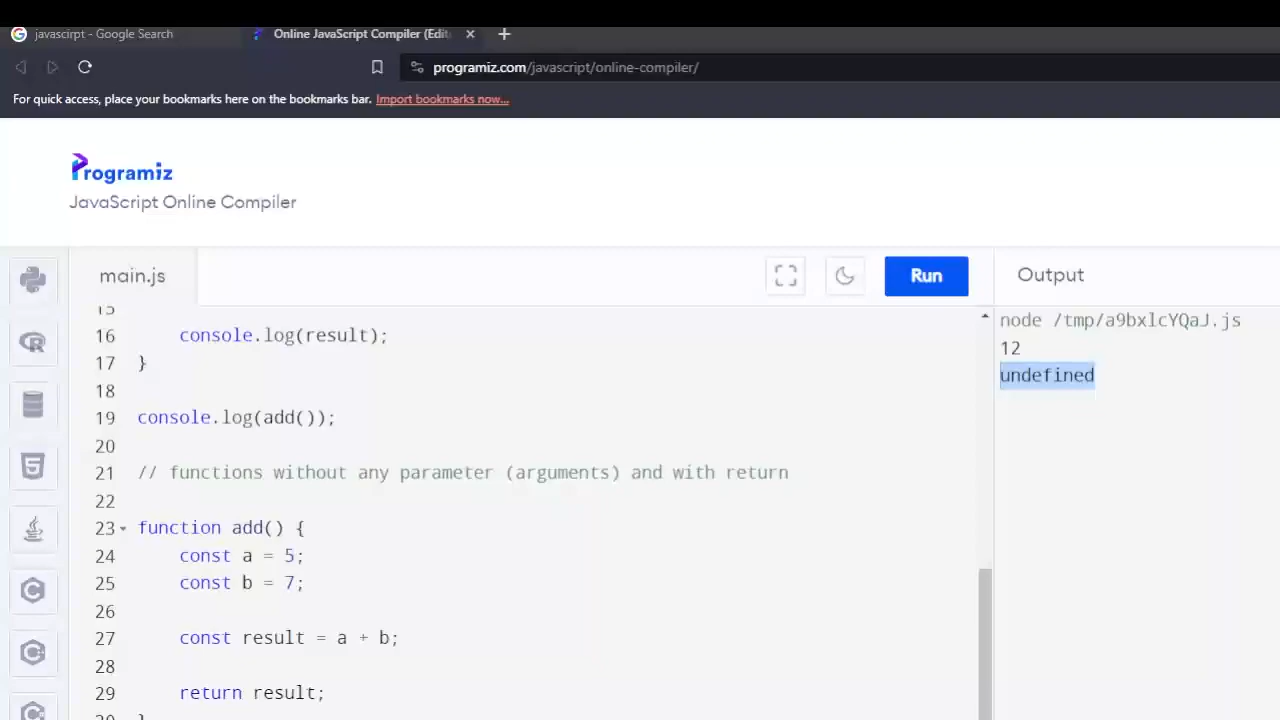 javascirpt - Google Search
Online JavaScript Compiler (Edit
programiz.com/javascript/online-compiler/
For quick access, place your bookmarks here on the bookmarks bar. Import bookmarks now...
Programiz
JavaScript Online Compiler
main.js
Run
Output
15
16 console.log(result);
17 }
18
19 console.log(add());
20
21 // functions without any parameter (arguments) and with return
22
23 function add() {
24 const a = 5;
25 const b = 7;
26
27 const result = a + b;
28
29 return result;
30 }
node /tmp/a9bxlcYQaJ.js
12
undefined